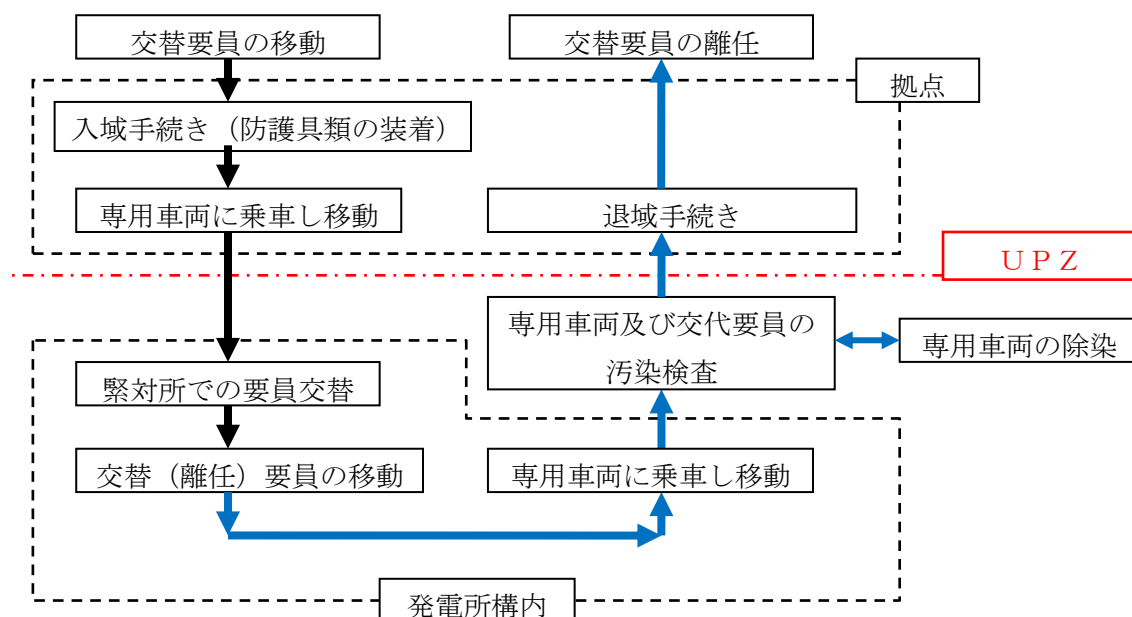 交替要員の移動
交替要員の離任
拠点
入域手続き（防護具類の装着）
専用車両に乗車し移動
退域手続き
ＵＰＺ
専用車両及び交代要員の
汚染検査
専用車両の除染
緊対所での要員交替
交替（離任）要員の移動
専用車両に乗車し移動
発電所構内